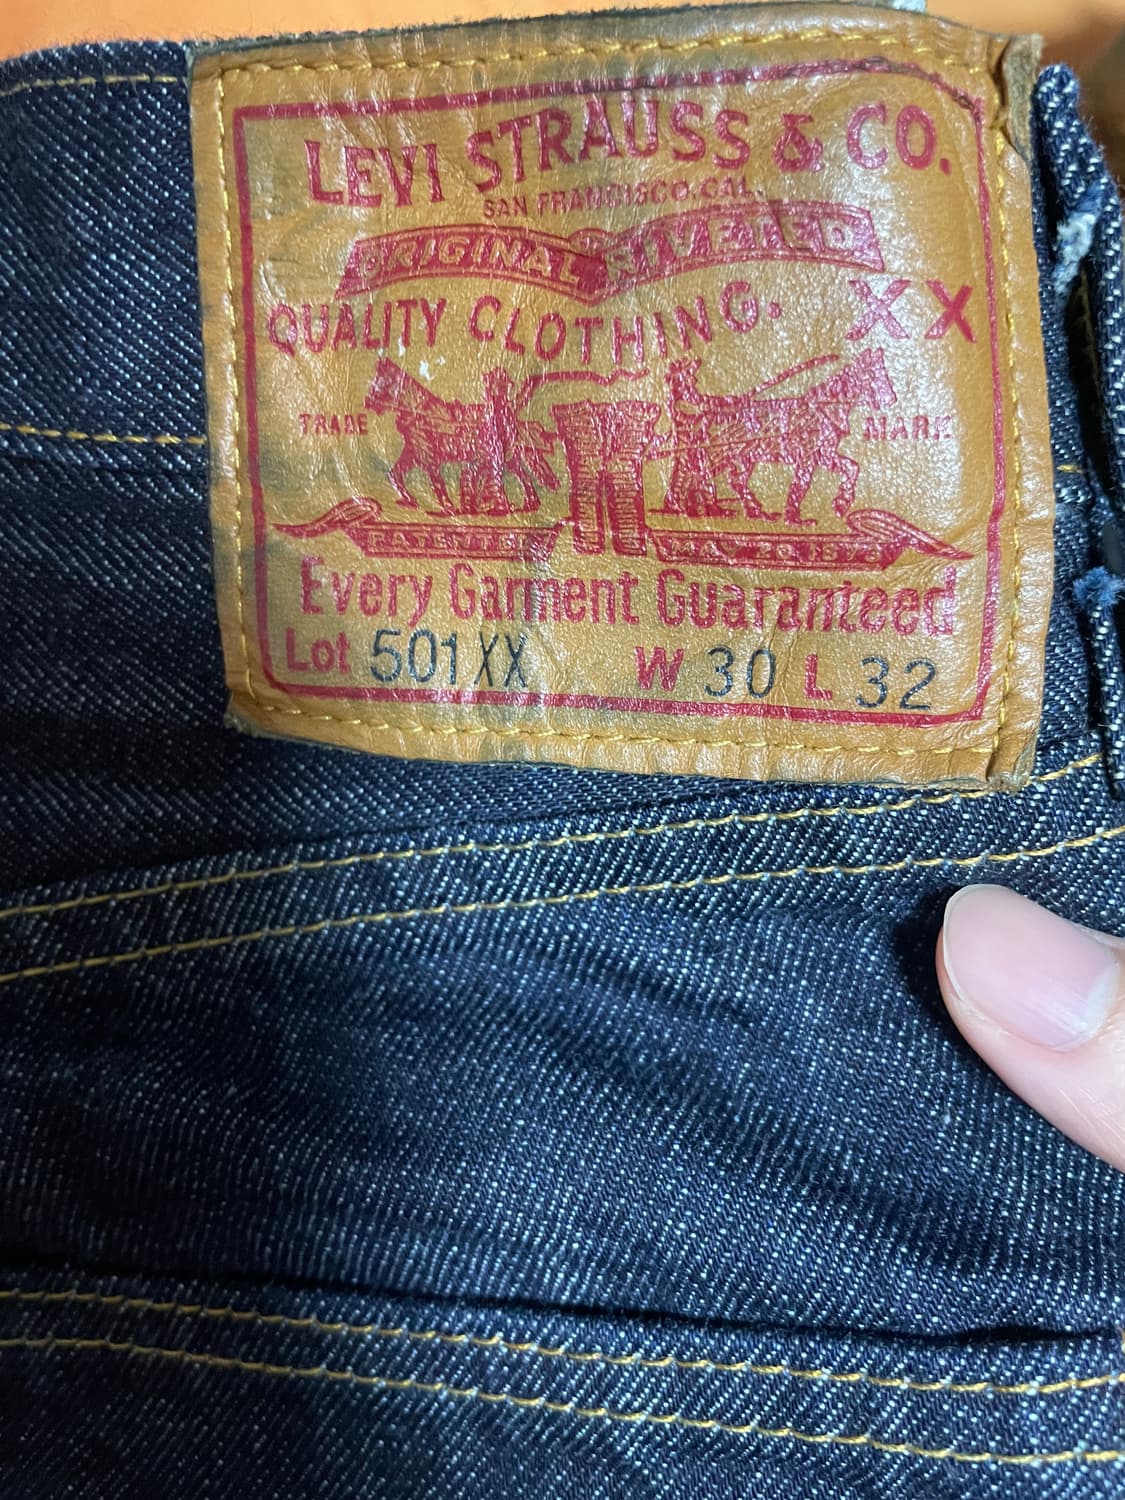 LEVI STRAUSS & CO.
SAN FRANCISCO, CAL.
ORIGINAL RIVETED
QUALITY CLOTHING. XX
TRADE MARK
PATENTED MAY 20 1873
Every Garment Guaranteed
Lot 501XX W 30 L 32